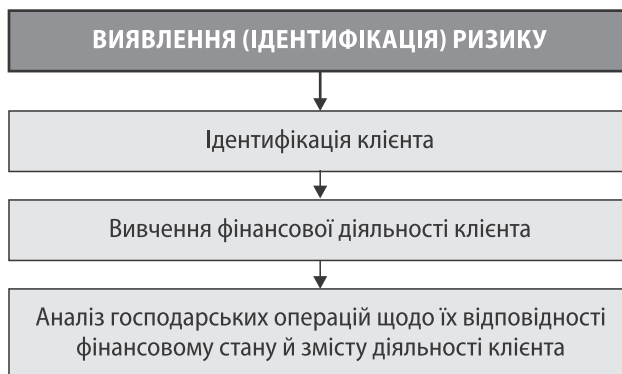 ВИЯВЛЕННЯ (ІДЕНТИФІКАЦІЯ) РИЗИКУ
Ідентифікація клієнта
Вивчення фінансової діяльності клієнта
Аналіз господарських операцій щодо їх відповідності
фінансовому стану й змісту діяльності клієнта